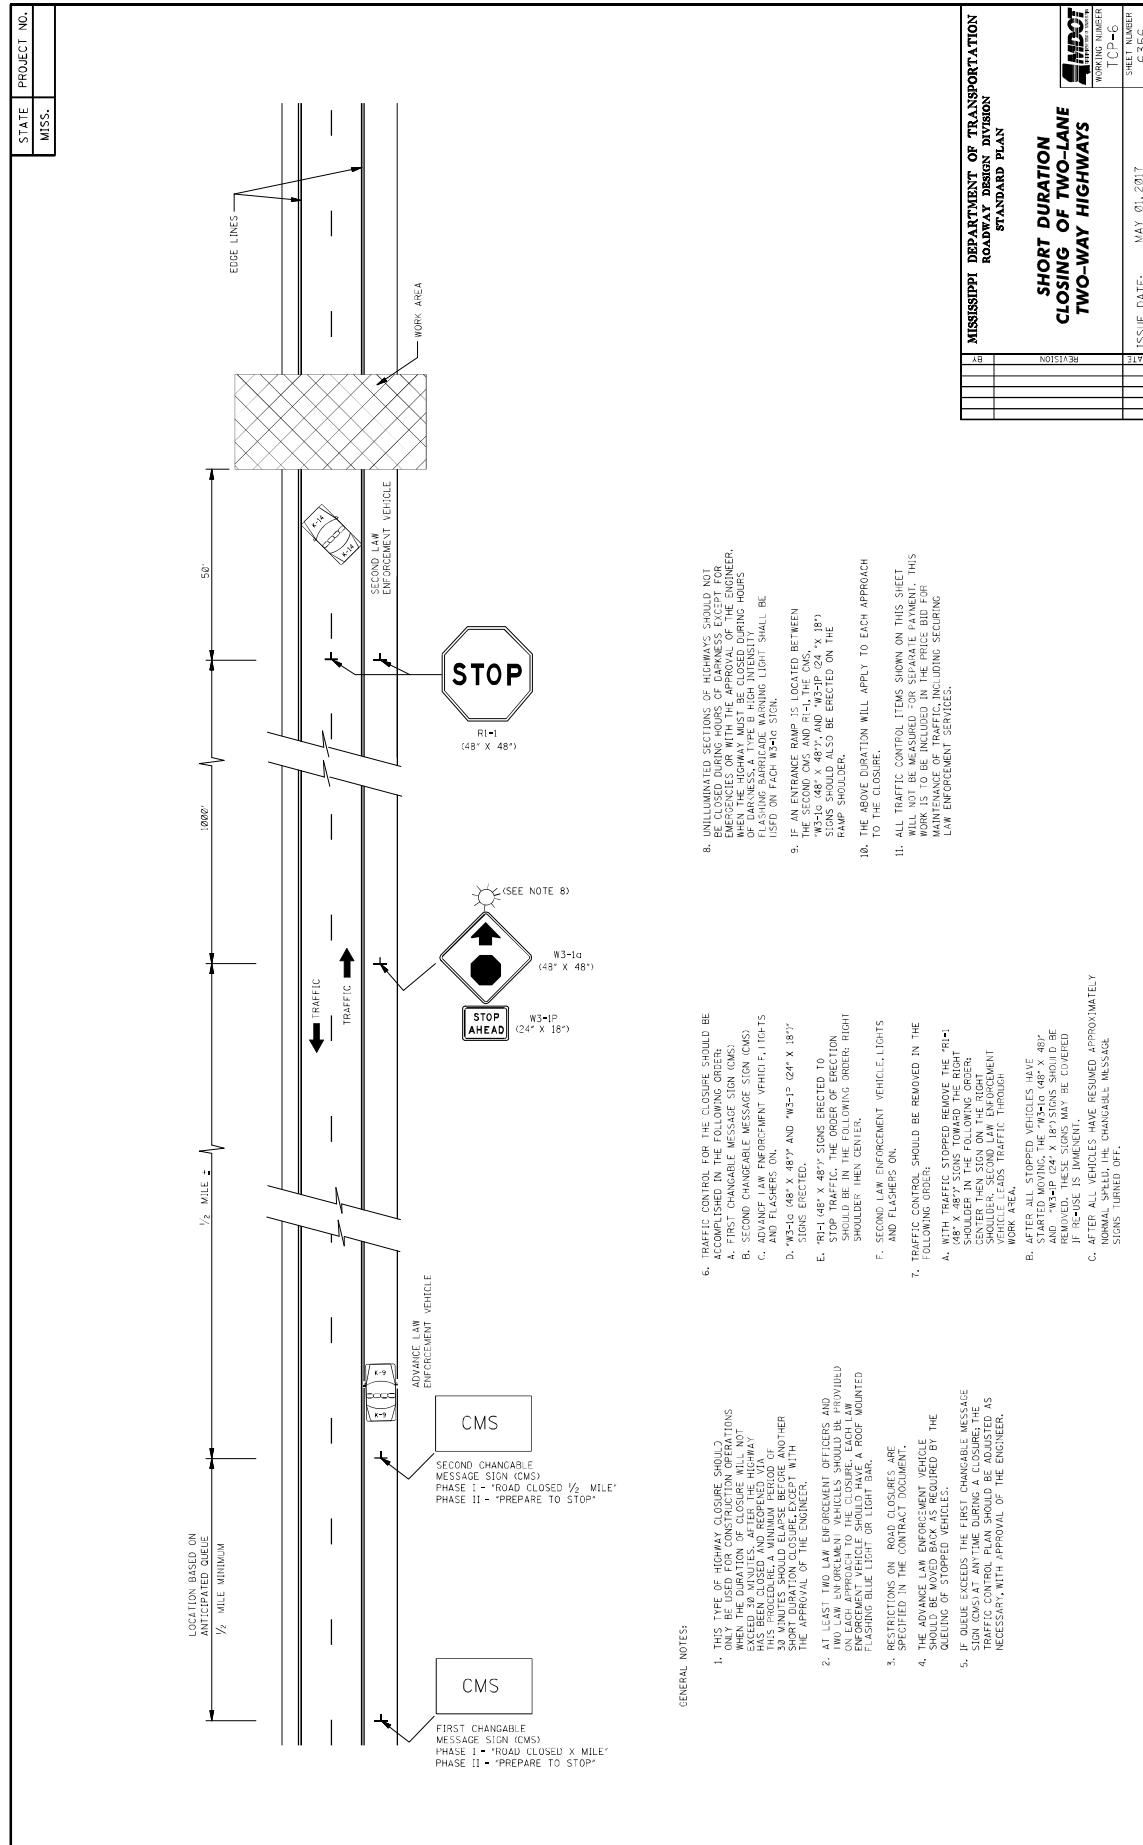 STATE
PROJECT NO.
MISS.
EDGE LINES
WORK AREA
50'
SECOND LAW
ENFORCEMENT VEHICLE
K-14
K-14
STOP
R1-1
(48" X 48")
1000'
(SEE NOTE 8)
W3-1a
(48" X 48")
STOP
AHEAD
W3-1P
(24" X 18")
TRAFFIC
TRAFFIC
1/2 MILE ±
ADVANCE LAW
ENFORCEMENT VEHICLE
K-9
K-9
CMS
SECOND CHANGABLE
MESSAGE SIGN (CMS)
PHASE I - "ROAD CLOSED 1/2 MILE"
PHASE II - "PREPARE TO STOP"
LOCATION BASED ON
ANTICIPATED QUEUE
1/2 MILE MINIMUM
CMS
FIRST CHANGABLE
MESSAGE SIGN (CMS)
PHASE I - "ROAD CLOSED X MILE"
PHASE II - "PREPARE TO STOP"
GENERAL NOTES:
1. THIS TYPE OF HIGHWAY CLOSURE SHOULD
ONLY BE USED FOR CONSTRUCTION OPERATIONS
WHEN THE DURATION OF CLOSURE WILL NOT
EXCEED 30 MINUTES. AFTER THE HIGHWAY
HAS BEEN CLOSED AND REOPENED VIA
THIS PROCEDURE, A MINIMUM PERIOD OF
30 MINUTES SHOULD ELAPSE BEFORE ANOTHER
SHORT DURATION CLOSURE, EXCEPT WITH
THE APPROVAL OF THE ENGINEER.
2. AT LEAST TWO LAW ENFORCEMENT OFFICERS AND
TWO LAW ENFORCEMENT VEHICLES SHOULD BE PROVIDED
ON EACH APPROACH TO THE CLOSURE. EACH LAW
ENFORCEMENT VEHICLE SHOULD HAVE A ROOF MOUNTED
FLASHING BLUE LIGHT OR LIGHT BAR.
3. RESTRICTIONS ON ROAD CLOSURES ARE
SPECIFIED IN THE CONTRACT DOCUMENT.
4. THE ADVANCE LAW ENFORCEMENT VEHICLE
SHOULD BE MOVED BACK AS REQUIRED BY THE
QUEUING OF STOPPED VEHICLES.
5. IF QUEUE EXCEEDS THE FIRST CHANGABLE MESSAGE
SIGN (CMS) AT ANYTIME DURING A CLOSURE; THE
TRAFFIC CONTROL PLAN SHOULD BE ADJUSTED AS
NECESSARY, WITH APPROVAL OF THE ENGINEER.
6. TRAFFIC CONTROL FOR THE CLOSURE SHOULD BE
ACCOMPLISHED IN THE FOLLOWING ORDER:
A. FIRST CHANGABLE MESSAGE SIGN (CMS)
B. SECOND CHANGEABLE MESSAGE SIGN (CMS)
C. ADVANCE LAW ENFORCEMENT VEHICLE, LIGHTS
AND FLASHERS ON.
D. "W3-1a (48" X 48")" AND "W3-1P (24" X 18")"
SIGNS ERECTED.
E. "R1-1 (48" X 48")" SIGNS ERECTED TO
STOP TRAFFIC. THE ORDER OF ERECTION
SHOULD BE IN THE FOLLOWING ORDER: RIGHT
SHOULDER THEN CENTER.
F. SECOND LAW ENFORCEMENT VEHICLE, LIGHTS
AND FLASHERS ON.
7. TRAFFIC CONTROL SHOULD BE REMOVED IN THE
FOLLOWING ORDER:
A. WITH TRAFFIC STOPPED REMOVE THE "R1-1
(48" X 48")" SIGNS TOWARD THE RIGHT
SHOULDER IN THE FOLLOWING ORDER:
CENTER THEN SIGN ON THE RIGHT
SHOULDER. SECOND LAW ENFORCEMENT
VEHICLE LEADS TRAFFIC THROUGH
WORK AREA.
B. AFTER ALL STOPPED VEHICLES HAVE
STARTED MOVING, THE "W3-1a (48" X 48)"
AND "W3-1P (24" X 18") SIGNS SHOULD BE
REMOVED. THESE SIGNS MAY BE COVERED
IF RE-USE IS IMMENENT.
C. AFTER ALL VEHICLES HAVE RESUMED APPROXIMATELY
NORMAL SPEED, THE CHANGABLE MESSAGE
SIGNS TURNED OFF.
8. UNILLUMINATED SECTIONS OF HIGHWAYS SHOULD NOT
BE CLOSED DURING HOURS OF DARKNESS EXCEPT FOR
EMERGENCIES OR WITH THE APPROVAL OF THE ENGINEER.
WHEN THE HIGHWAY MUST BE CLOSED DURING HOURS
OF DARKNESS, A TYPE B HIGH INTENSITY
FLASHING BARRICADE WARNING LIGHT SHALL BE
USED ON EACH W3-1a SIGN.
9. IF AN ENTRANCE RAMP IS LOCATED BETWEEN
THE SECOND CMS AND R1-1, THE CMS,
"W3-1a (48" X 48")", AND "W3-1P (24 "X 18")
SIGNS SHOULD ALSO BE ERECTED ON THE
RAMP SHOULDER.
10. THE ABOVE DURATION WILL APPLY TO EACH APPROACH
TO THE CLOSURE.
11. ALL TRAFFIC CONTROL ITEMS SHOWN ON THIS SHEET
WILL NOT BE MEASURED FOR SEPARATE PAYMENT. THIS
WORK IS TO BE INCLUDED IN THE PRICE BID FOR
MAINTENANCE OF TRAFFIC, INCLUDING SECURING
LAW ENFORCEMENT SERVICES.
BY
REVISION
MISSISSIPPI DEPARTMENT OF TRANSPORTATION
ROADWAY DESIGN DIVISION
STANDARD PLAN
SHORT DURATION
CLOSING OF TWO-LANE
TWO-WAY HIGHWAYS
MDOT
WORKING NUMBER
TCP-6
SHEET NUMBER
6356
ISSUE DATE: MAY 01, 2017